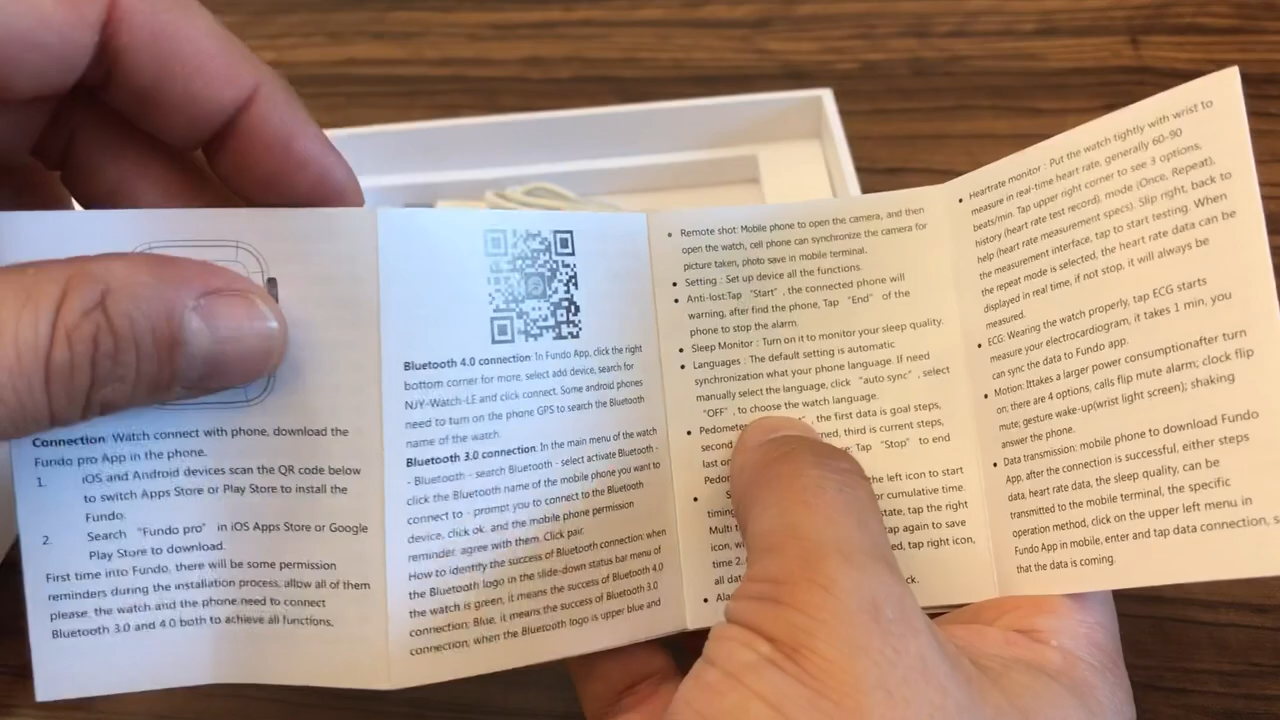 Connection: Watch connect with phone, download the
Fundo pro App in the phone.
1. iOS and Android devices scan the QR code below
to switch Apps Store or Play Store to install the
Fundo.
2. Search "Fundo pro" in iOS Apps Store or Google
Play Store to download.
First time into Fundo, there will be some permission
reminders during the installation process, allow all of them
please, the watch and the phone need to connect
Bluetooth 3.0 and 4.0 both to achieve all functions.
Bluetooth 4.0 connection: In Fundo App, click the right
bottom corner for more, select add device, search for
NJY-Watch-LE and click connect. Some android phones
need to turn on the phone GPS to search the Bluetooth
name of the watch.
Bluetooth 3.0 connection: In the main menu of the watch
- Bluetooth – search Bluetooth - select activate Bluetooth -
click the Bluetooth name of the mobile phone you want to
connect to - prompt you to connect to the Bluetooth
device, click ok. and the mobile phone permission
reminder. agree with them. Click pair.
How to identify the success of Bluetooth connection: when
the Bluetooth logo in the slide-down status bar menu of
the watch is green, it means the success of Bluetooth 4.0
connection; Blue, it means the success of Bluetooth 3.0
connection; when the Bluetooth logo is upper blue and
• Remote shot: Mobile phone to open the camera, and then
open the watch, cell phone can synchronize the camera for
picture taken, photo save in mobile terminal.
• Setting : Set up device all the functions.
• Anti-lost:Tap "Start" , the connected phone will
warning, after find the phone, Tap "End" of the
phone to stop the alarm.
• Sleep Monitor : Turn on it to monitor your sleep quality.
• Languages : The default setting is automatic
synchronization what your phone language. If need
manually select the language, click "auto sync" , select
"OFF" , to choose the watch language.
• Pedometer , the first data is goal steps,
second third is current steps,
last Tap "Stop" to end
the left icon to start
timing cumulative time.
Multi tap the right
icon, tap again to save
time 2. tap right icon,
all
•
• Heartrate monitor : Put the watch tightly with wrist to
measure in real-time heart rate, generally 60-90
beats/min. Tap upper right corner to see 3 options,
history (heart rate test record), mode (Once, Repeat),
help (heart rate measurement specs). Slip right, back to
the measurement interface, tap to start testing. When
the repeat mode is selected, the heart rate data can be
displayed in real time, if not stop, it will always be
measured.
• ECG: Wearing the watch properly, tap ECG starts
measure your electrocardiogram, it takes 1 min, you
can sync the data to Fundo app.
• Motion: Ittakes a larger power consumptionafter turn
on; there are 4 options, calls flip mute alarm; clock flip
mute; gesture wake-up(wrist light screen); shaking
answer the phone.
• Data transmission: mobile phone to download Fundo
App, after the connection is successful, either steps
data, heart rate data, the sleep quality, can be
transmitted to the mobile terminal, the specific
operation method, click on the upper left menu in
Fundo App in mobile, enter and tap data connection,
that the data is coming.